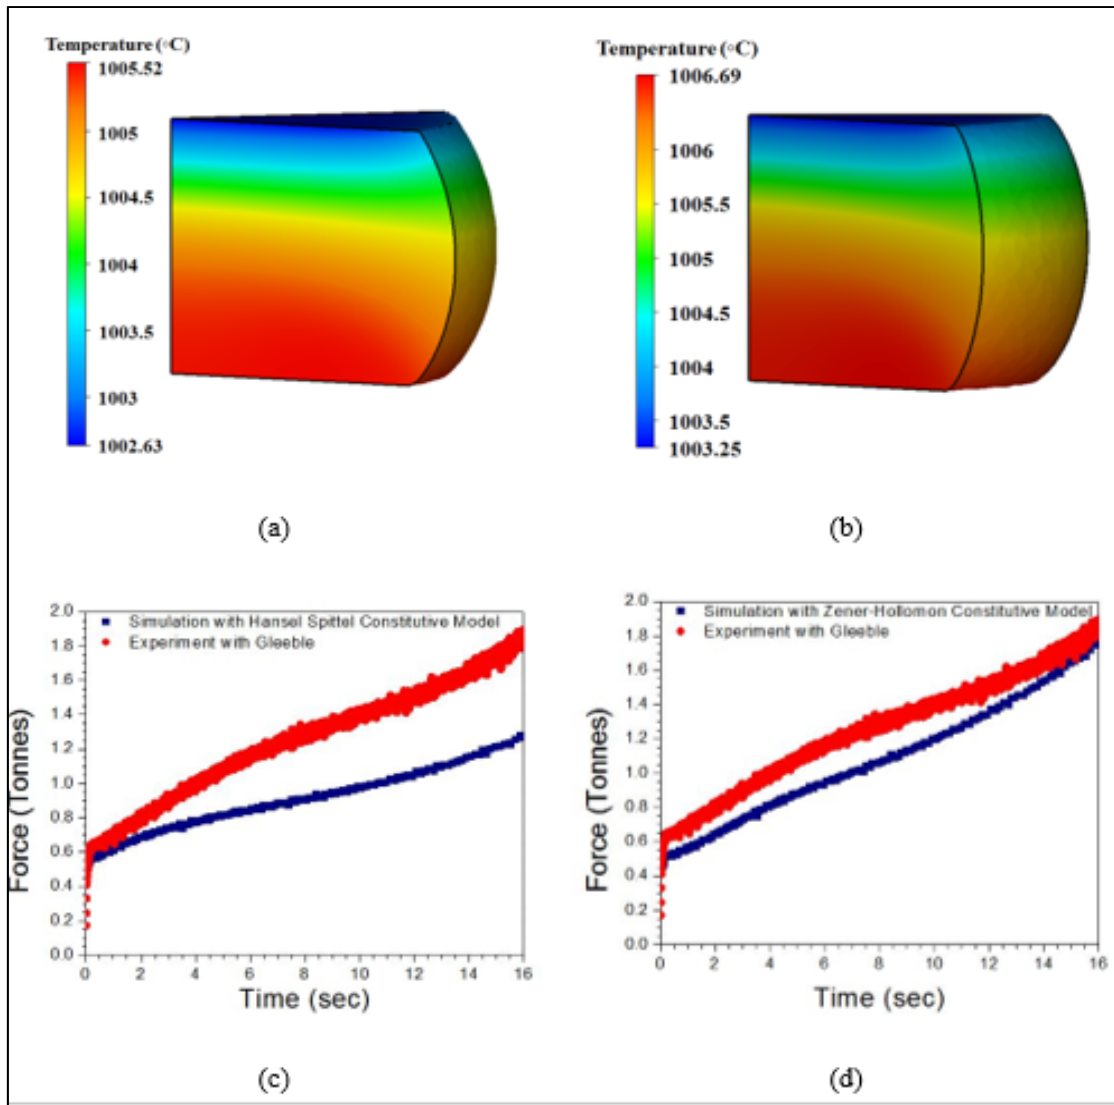 Temperature (◦C)
1005.52
1005
1004.5
1004
1003.5
1003
1002.63
(a)
Temperature (◦C)
1006.69
1006
1005.5
1005
1004.5
1004
1003.5
1003.25
(b)
2.0
1.8
1.6
1.4
1.2
1.0
0.8
0.6
0.4
0.2
0.0
Force (Tonnes)
Simulation with Hansel Spittel Constitutive Model
Experiment with Gleeble
0 2 4 6 8 10 12 14 16
Time (sec)
(c)
2.0
1.8
1.6
1.4
1.2
1.0
0.8
0.6
0.4
0.2
0.0
Force (Tonnes)
Simulation with Zener-Hollomon Constitutive Model
Experiment with Gleeble
0 2 4 6 8 10 12 14 16
Time (sec)
(d)